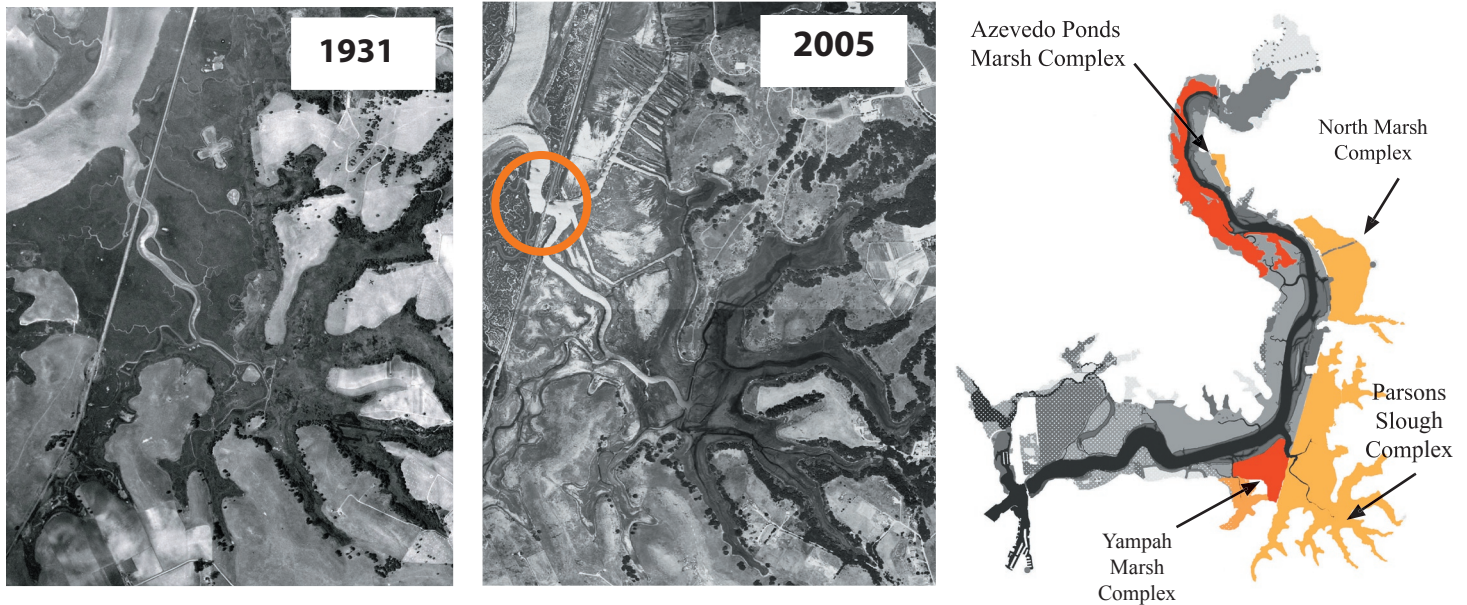 1931
2005
Azevedo Ponds
Marsh Complex
North Marsh
Complex
Parsons
Slough
Complex
Yampah
Marsh
Complex